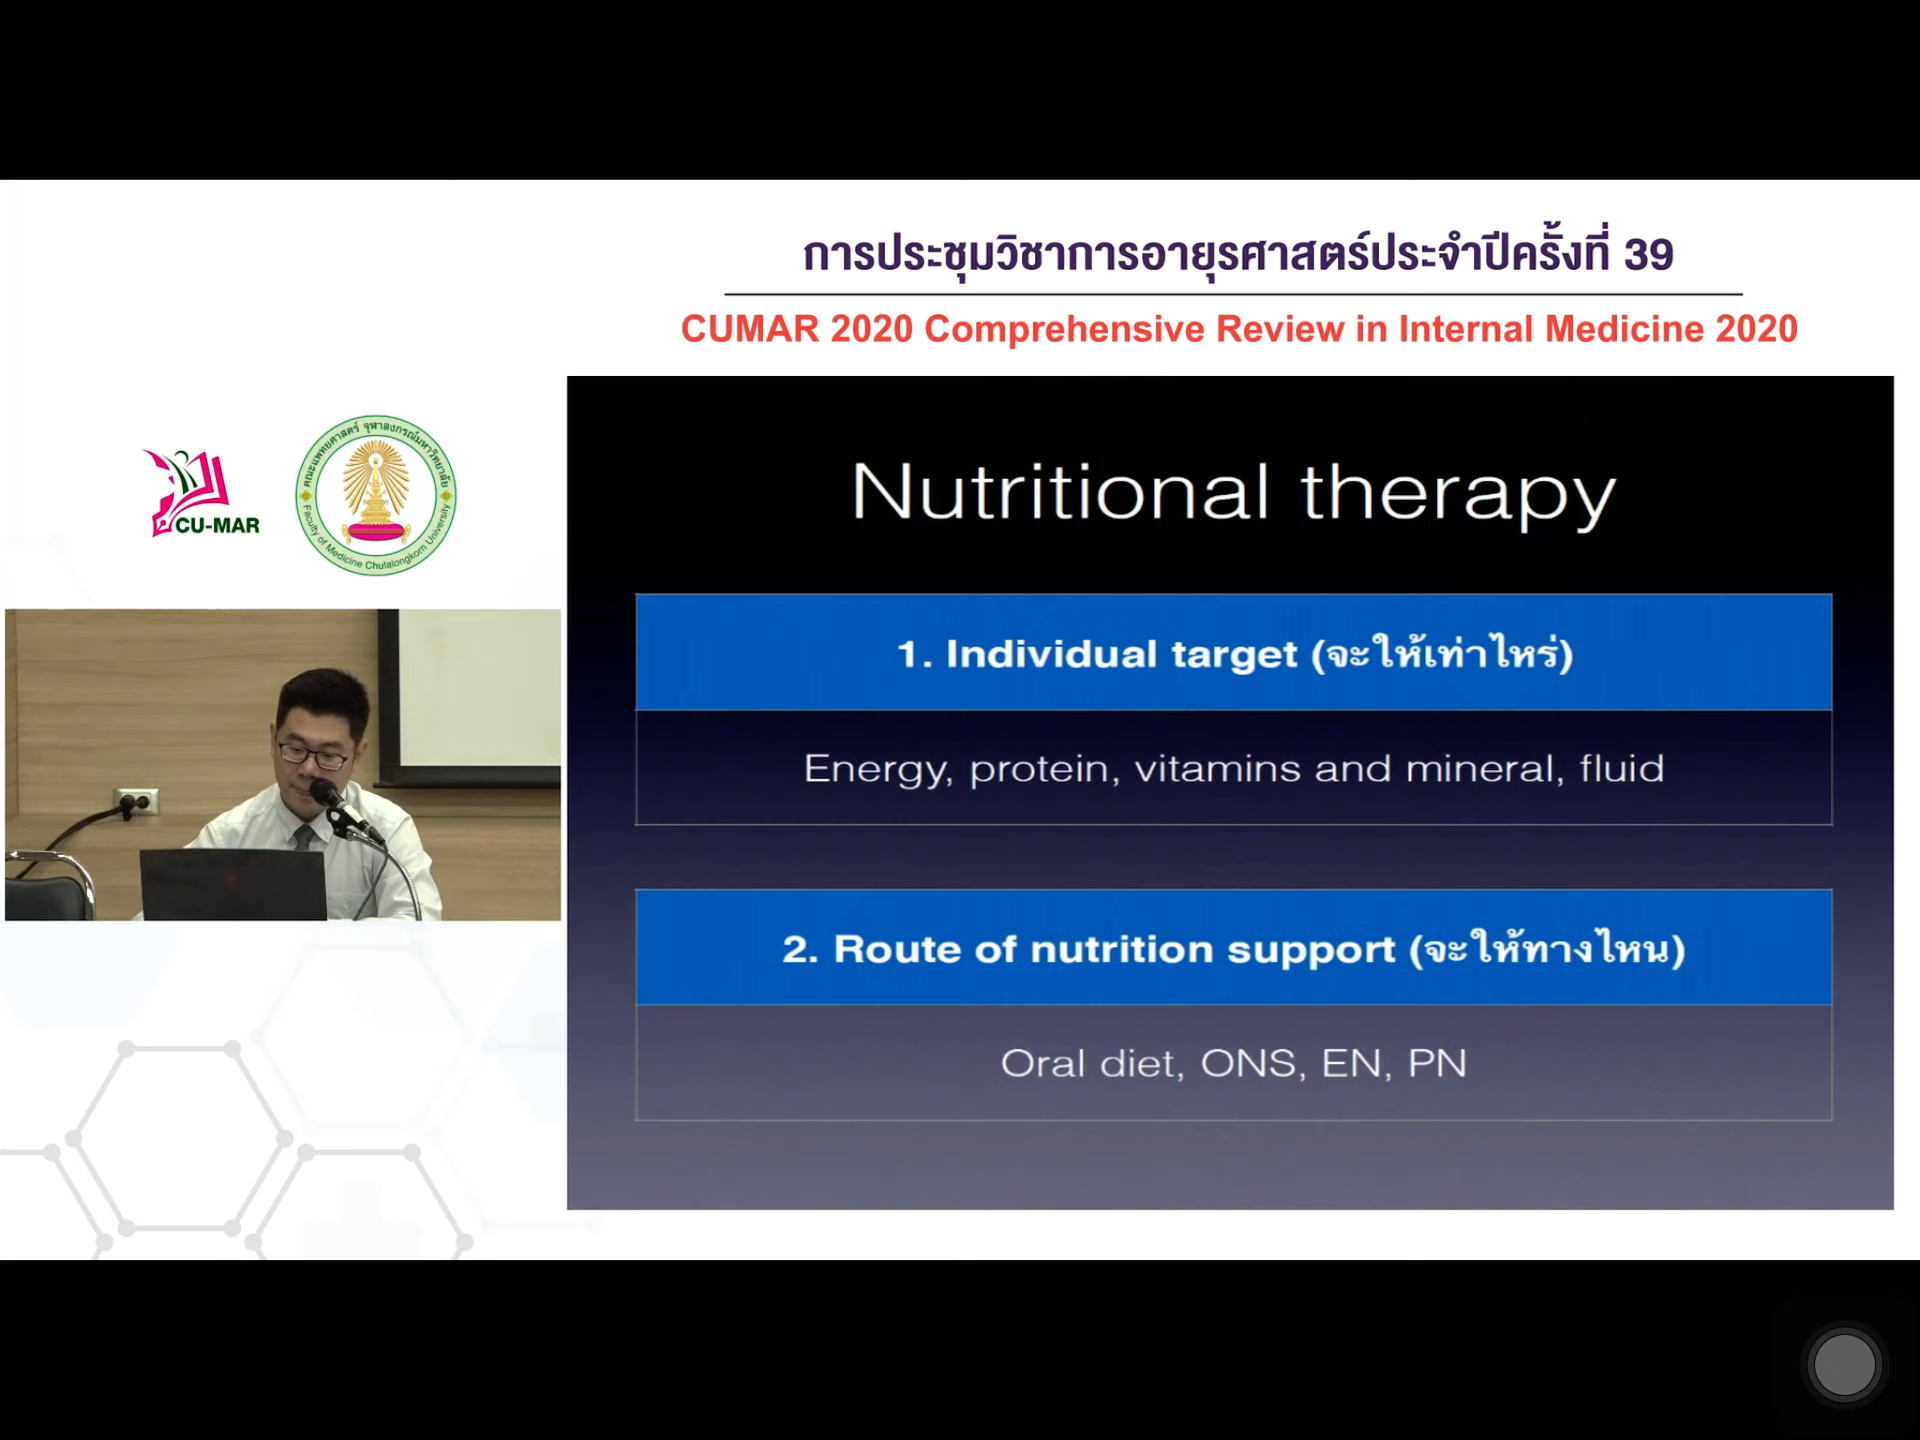 การประชุมวิชาการอายุรศาสตร์ประจำปีครั้งที่ 39
CUMAR 2020 Comprehensive Review in Internal Medicine 2020
CU-MAR
คณะแพทยศาสตร์ จุฬาลงกรณ์มหาวิทยาลัย
Faculty of Medicine Chulalongkorn University
Nutritional therapy
1. Individual target (จะให้เท่าไหร่)
Energy, protein, vitamins and mineral, fluid
2. Route of nutrition support (จะให้ทางไหน)
Oral diet, ONS, EN, PN